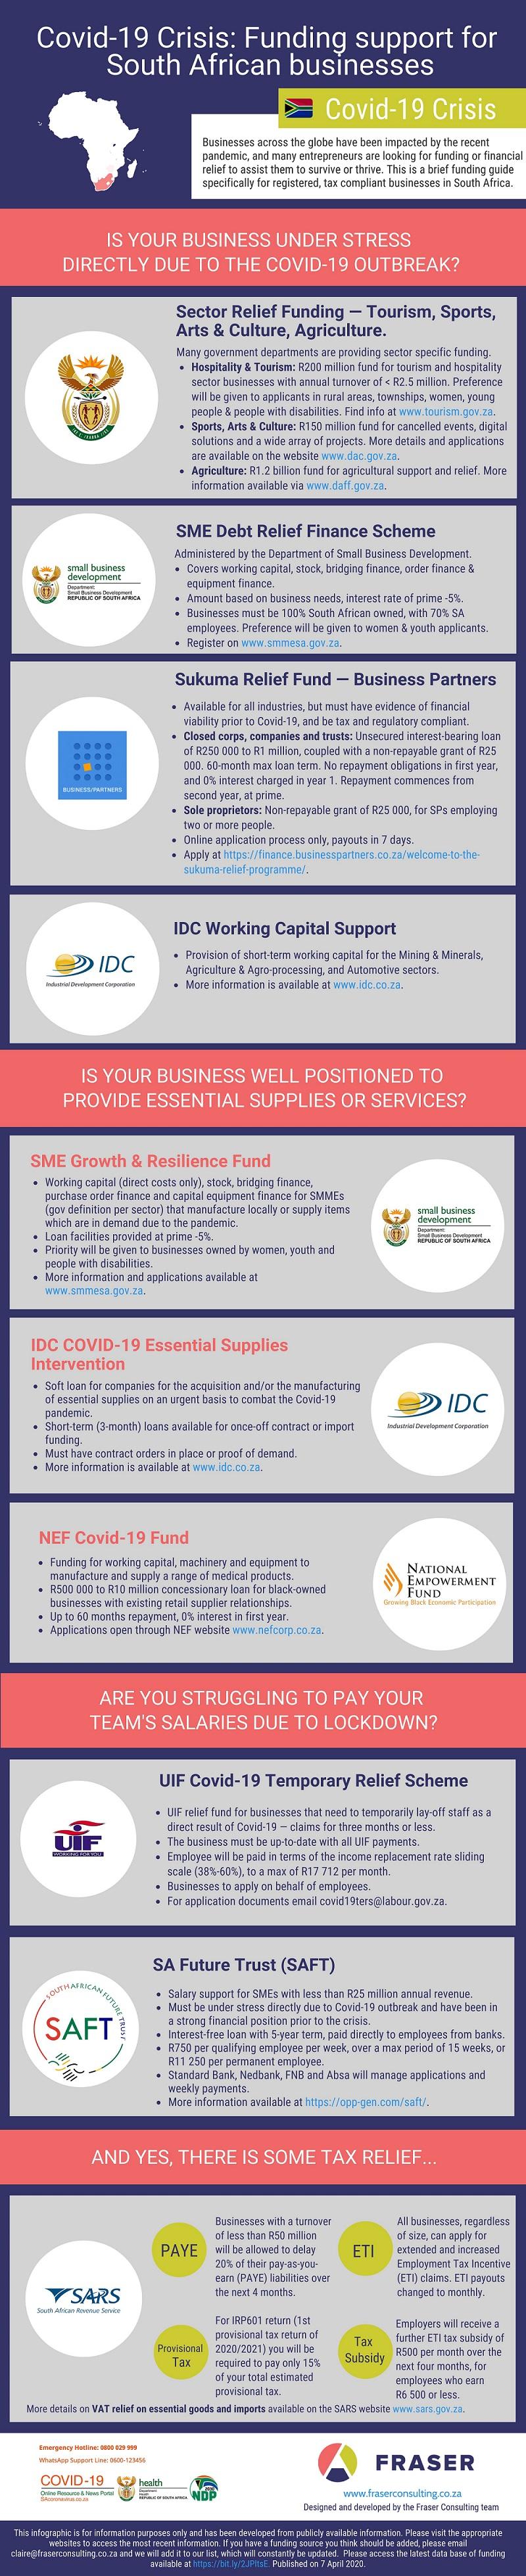 Covid-19 Crisis: Funding support for
South African businesses
Covid-19 Crisis
Businesses across the globe have been impacted by the recent
pandemic, and many entrepreneurs are looking for funding or financial
relief to assist them to survive or thrive. This is a brief funding guide
specifically for registered, tax compliant businesses in South Africa.
IS YOUR BUSINESS UNDER STRESS
DIRECTLY DUE TO THE COVID-19 OUTBREAK?
Sector Relief Funding — Tourism, Sports,
Arts & Culture, Agriculture.
Many government departments are providing sector specific funding.
• Hospitality & Tourism: R200 million fund for tourism and hospitality
sector businesses with annual turnover of < R2.5 million. Preference
will be given to applicants in rural areas, townships, women, young
people & people with disabilities. Find info at www.tourism.gov.za.
• Sports, Arts & Culture: R150 million fund for cancelled events, digital
solutions and a wide array of projects. More details and applications
are available on the website www.dac.gov.za.
• Agriculture: R1.2 billion fund for agricultural support and relief. More
information available via www.daff.gov.za.
small business
development
Department:
Small Business Development
REPUBLIC OF SOUTH AFRICA
SME Debt Relief Finance Scheme
Administered by the Department of Small Business Development.
• Covers working capital, stock, bridging finance, order finance &
equipment finance.
• Amount based on business needs, interest rate of prime -5%.
• Businesses must be 100% South African owned, with 70% SA
employees. Preference will be given to women & youth applicants.
• Register on www.smmesa.gov.za.
BUSINESS/PARTNERS
Sukuma Relief Fund — Business Partners
• Available for all industries, but must have evidence of financial
viability prior to Covid-19, and be tax and regulatory compliant.
• Closed corps, companies and trusts: Unsecured interest-bearing loan
of R250 000 to R1 million, coupled with a non-repayable grant of R25
000. 60-month max loan term. No repayment obligations in first year,
and 0% interest charged in year 1. Repayment commences from
second year, at prime.
• Sole proprietors: Non-repayable grant of R25 000, for SPs employing
two or more people.
• Online application process only, payouts in 7 days.
• Apply at https://finance.businesspartners.co.za/welcome-to-the-
sukuma-relief-programme/.
IDC
Industrial Development Corporation
IDC Working Capital Support
• Provision of short-term working capital for the Mining & Minerals,
Agriculture & Agro-processing, and Automotive sectors.
• More information is available at www.idc.co.za.
IS YOUR BUSINESS WELL POSITIONED TO
PROVIDE ESSENTIAL SUPPLIES OR SERVICES?
SME Growth & Resilience Fund
• Working capital (direct costs only), stock, bridging finance,
purchase order finance and capital equipment finance for SMMEs
(gov definition per sector) that manufacture locally or supply items
which are in demand due to the pandemic.
• Loan facilities provided at prime -5%.
• Priority will be given to businesses owned by women, youth and
people with disabilities.
• More information and applications available at
www.smmesa.gov.za.
small business
development
Department:
Small Business Development
REPUBLIC OF SOUTH AFRICA
IDC COVID-19 Essential Supplies
Intervention
• Soft loan for companies for the acquisition and/or the manufacturing
of essential supplies on an urgent basis to combat the Covid-19
pandemic.
• Short-term (3-month) loans available for once-off contract or import
funding.
• Must have contract orders in place or proof of demand.
• More information is available at www.idc.co.za.
IDC
Industrial Development Corporation
NEF Covid-19 Fund
• Funding for working capital, machinery and equipment to
manufacture and supply a range of medical products.
• R500 000 to R10 million concessionary loan for black-owned
businesses with existing retail supplier relationships.
• Up to 60 months repayment, 0% interest in first year.
• Applications open through NEF website www.nefcorp.co.za.
NATIONAL
EMPOWERMENT
FUND
Growing Black Economic Participation
ARE YOU STRUGGLING TO PAY YOUR
TEAM'S SALARIES DUE TO LOCKDOWN?
UIF
WORKING FOR YOU
UIF Covid-19 Temporary Relief Scheme
• UIF relief fund for businesses that need to temporarily lay-off staff as a
direct result of Covid-19 — claims for three months or less.
• The business must be up-to-date with all UIF payments.
• Employee will be paid in terms of the income replacement rate sliding
scale (38%-60%), to a max of R17 712 per month.
• Businesses to apply on behalf of employees.
• For application documents email covid19ters@labour.gov.za.
SOUTH AFRICAN FUTURE TRUST
SAFT
SA Future Trust (SAFT)
• Salary support for SMEs with less than R25 million annual revenue.
• Must be under stress directly due to Covid-19 outbreak and have been in
a strong financial position prior to the crisis.
• Interest-free loan with 5-year term, paid directly to employees from banks.
• R750 per qualifying employee per week, over a max period of 15 weeks, or
R11 250 per permanent employee.
• Standard Bank, Nedbank, FNB and Absa will manage applications and
weekly payments.
• More information available at https://opp-gen.com/saft/.
AND YES, THERE IS SOME TAX RELIEF...
SARS
South African Revenue Service
PAYE
Businesses with a turnover
of less than R50 million
will be allowed to delay
20% of their pay-as-you-
earn (PAYE) liabilities over
the next 4 months.
ETI
All businesses, regardless
of size, can apply for
extended and increased
Employment Tax Incentive
(ETI) claims. ETI payouts
changed to monthly.
Provisional
Tax
For IRP601 return (1st
provisional tax return of
2020/2021) you will be
required to pay only 15%
of your total estimated
provisional tax.
Tax
Subsidy
Employers will receive a
further ETI tax subsidy of
R500 per month over the
next four months, for
employees who earn
R6 500 or less.
More details on VAT relief on essential goods and imports available on the SARS website www.sars.gov.za.
Emergency Hotline: 0800 029 999
WhatsApp Support Line: 0600-123456
COVID-19
Online Resource & News Portal
SAcoronavirus.co.za
health
Department:
Health
REPUBLIC OF SOUTH AFRICA
NDP
FRASER
www.fraserconsulting.co.za
Designed and developed by the Fraser Consulting team
This infographic is for information purposes only and has been developed from publicly available information. Please visit the appropriate
websites to access the most recent information. If you have a funding source you think should be added, please email
claire@fraserconsulting.co.za and we will add it to our list, which will constantly be updated. Please access the latest data base of funding
available at https://bit.ly/2JPItsE. Published on 7 April 2020.